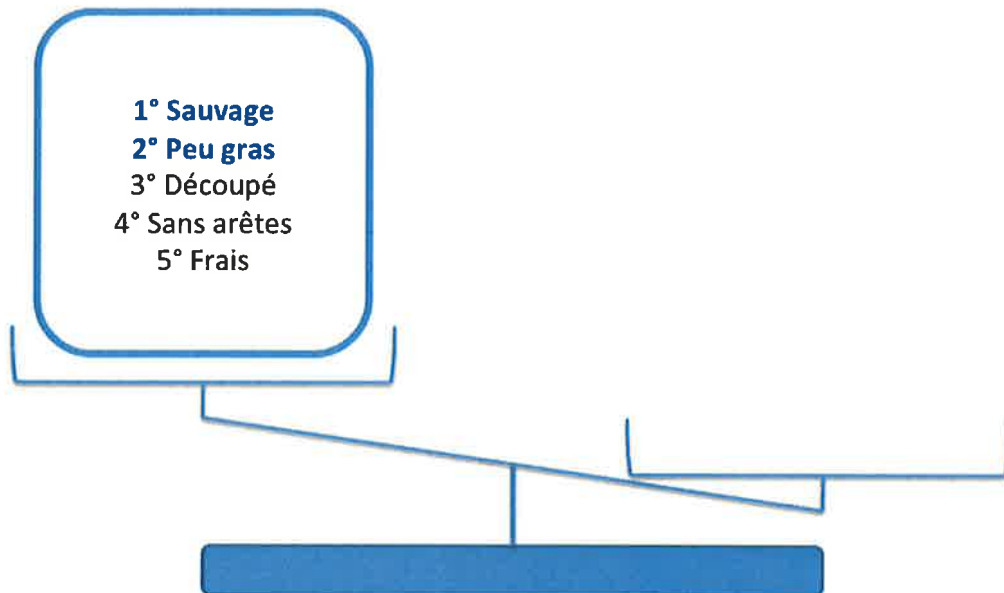 1° Sauvage
2° Peu gras
3° Découpé
4° Sans arêtes
5° Frais